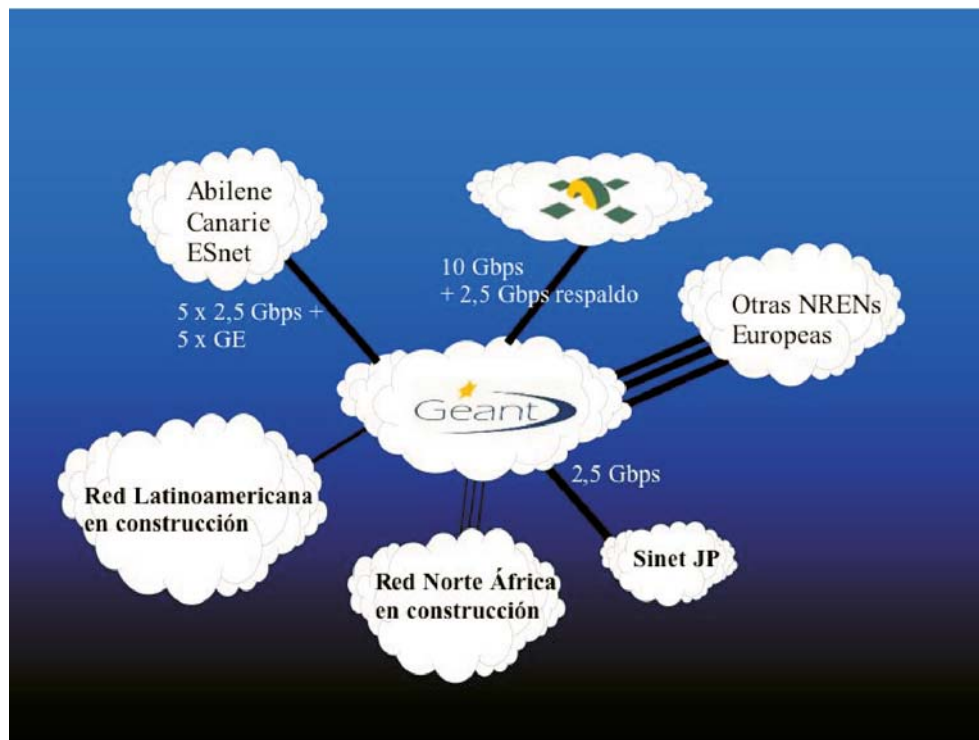 Abilene
Canarie
ESnet
10 Gbps
+ 2,5 Gbps respaldo
5 x 2,5 Gbps +
5 x GE
Otras NRENs
Europeas
Geant
Red Latinoamericana
en construcción
2,5 Gbps
Red Norte África
en construcción
Sinet JP